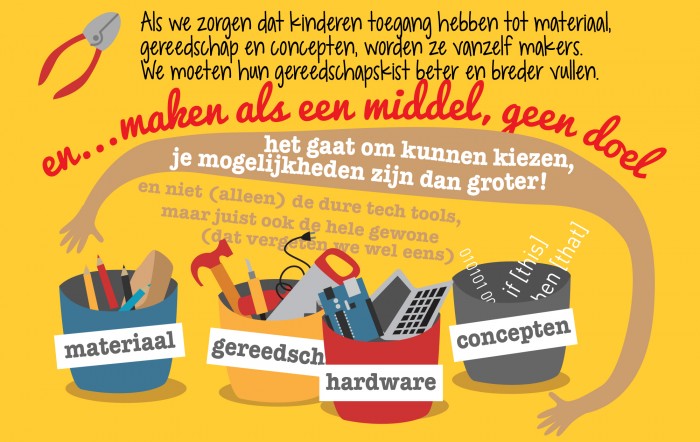 Als we zorgen dat kinderen toegang hebben tot materiaal,
gereedschap en concepten, worden ze vanzelf makers.
We moeten hun gereedschapskist beter en breder vullen.
en...maken als een middel, geen doel
het gaat om kunnen kiezen,
je mogelijkheden zijn dan groter!
en niet (alleen) de dure tech tools,
maar juist ook de hele gewone
(dat vergeten we wel eens)
010101 00
if [this]
hen [that]
materiaal
gereedsch
hardware
concepten